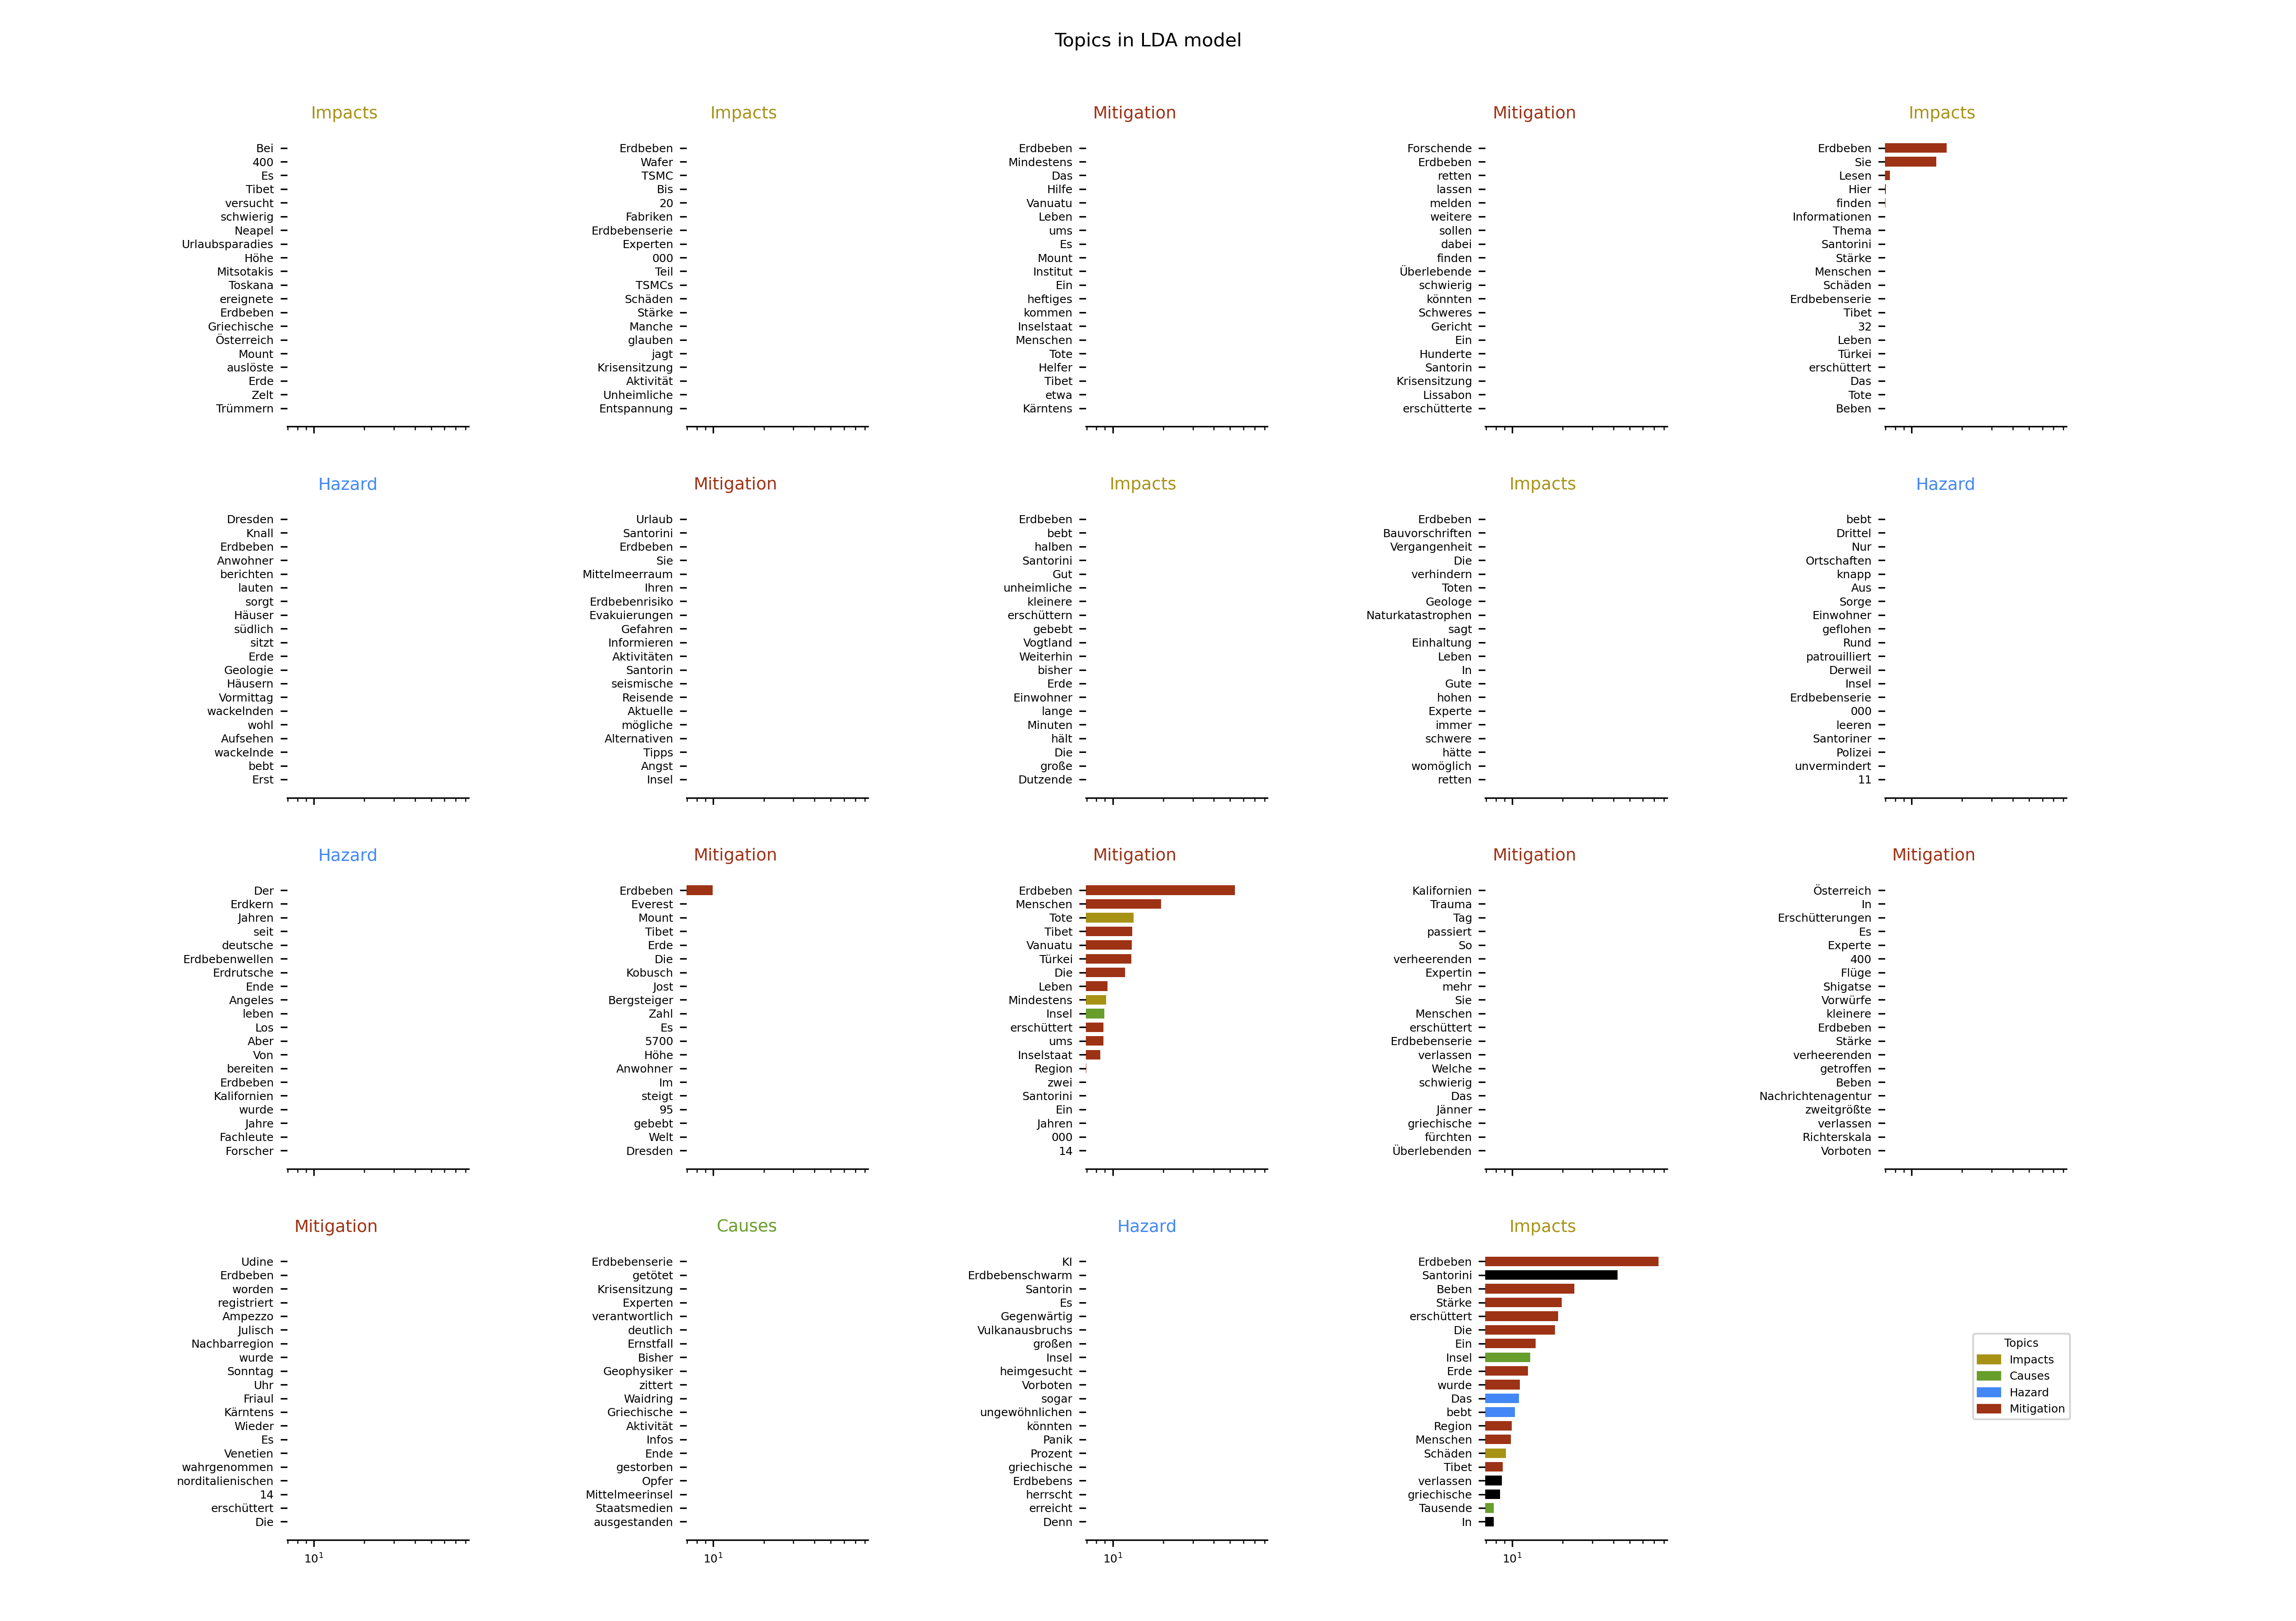 Topics in LDA model
Impacts
Bei
400
Es
Tibet
versucht
schwierig
Neapel
Urlaubsparadies
Höhe
Mitsotakis
Toskana
ereignete
Erdbeben
Griechische
Österreich
Mount
auslöste
Erde
Zelt
Trümmern
Impacts
Erdbeben
Wafer
TSMC
Bis
20
Fabriken
Erdbebenserie
Experten
000
Teil
TSMCs
Schäden
Stärke
Manche
glauben
jagt
Krisensitzung
Aktivität
Unheimliche
Entspannung
Mitigation
Erdbeben
Mindestens
Das
Hilfe
Vanuatu
Leben
ums
Es
Mount
Institut
Ein
heftiges
kommen
Inselstaat
Menschen
Tote
Helfer
Tibet
etwa
Kärntens
Mitigation
Forschende
Erdbeben
retten
lassen
melden
weitere
sollen
dabei
finden
Überlebende
schwierig
könnten
Schweres
Gericht
Ein
Hunderte
Santorin
Krisensitzung
Lissabon
erschütterte
Impacts
Erdbeben
Sie
Lesen
Hier
finden
Informationen
Thema
Santorini
Stärke
Menschen
Schäden
Erdbebenserie
Tibet
32
Leben
Türkei
erschüttert
Das
Tote
Beben
Hazard
Dresden
Knall
Erdbeben
Anwohner
berichten
lauten
sorgt
Häuser
südlich
sitzt
Erde
Geologie
Häusern
Vormittag
wackelnden
wohl
Aufsehen
wackelnde
bebt
Erst
Mitigation
Urlaub
Santorini
Erdbeben
Sie
Mittelmeerraum
Ihren
Erdbebenrisiko
Evakuierungen
Gefahren
Informieren
Aktivitäten
Santorin
seismische
Reisende
Aktuelle
mögliche
Alternativen
Tipps
Angst
Insel
Impacts
Erdbeben
bebt
halben
Santorini
Gut
unheimliche
kleinere
erschüttern
gebebt
Vogtland
Weiterhin
bisher
Erde
Einwohner
lange
Minuten
hält
Die
große
Dutzende
Impacts
Erdbeben
Bauvorschriften
Vergangenheit
Die
verhindern
Toten
Geologe
Naturkatastrophen
sagt
Einhaltung
Leben
In
Gute
hohen
Experte
immer
schwere
hätte
womöglich
retten
Hazard
bebt
Drittel
Nur
Ortschaften
knapp
Aus
Sorge
Einwohner
geflohen
Rund
patrouilliert
Derweil
Insel
Erdbebenserie
000
leeren
Santoriner
Polizei
unvermindert
11
Hazard
Der
Erdkern
Jahren
seit
deutsche
Erdbebenwellen
Erdrutsche
Ende
Angeles
leben
Los
Aber
Von
bereiten
Erdbeben
Kalifornien
wurde
Jahre
Fachleute
Forscher
Mitigation
Erdbeben
Everest
Mount
Tibet
Erde
Die
Kobusch
Jost
Bergsteiger
Zahl
Es
5700
Höhe
Anwohner
Im
steigt
95
gebebt
Welt
Dresden
Mitigation
Erdbeben
Menschen
Tote
Tibet
Vanuatu
Türkei
Die
Leben
Mindestens
Insel
erschüttert
ums
Inselstaat
Region
zwei
Santorini
Ein
Jahren
000
14
Mitigation
Kalifornien
Trauma
Tag
passiert
So
verheerenden
Expertin
mehr
Sie
Menschen
erschüttert
Erdbebenserie
verlassen
Welche
schwierig
Das
Jänner
griechische
fürchten
Überlebenden
Mitigation
Österreich
In
Erschütterungen
Es
Experte
400
Flüge
Shigatse
Vorwürfe
kleinere
Erdbeben
Stärke
verheerenden
getroffen
Beben
Nachrichtenagentur
zweitgrößte
verlassen
Richterskala
Vorboten
Mitigation
Udine
Erdbeben
worden
registriert
Ampezzo
Julisch
Nachbarregion
wurde
Sonntag
Uhr
Friaul
Kärntens
Wieder
Es
Venetien
wahrgenommen
norditalienischen
14
erschüttert
Die
10¹
Causes
Erdbebenserie
getötet
Krisensitzung
Experten
verantwortlich
deutlich
Ernstfall
Bisher
Geophysiker
zittert
Waidring
Griechische
Aktivität
Infos
Ende
gestorben
Opfer
Mittelmeerinsel
Staatsmedien
ausgestanden
10¹
Hazard
KI
Erdbebenschwarm
Santorin
Es
Gegenwärtig
Vulkanausbruchs
großen
Insel
heimgesucht
Vorboten
sogar
ungewöhnlichen
könnten
Panik
Prozent
griechische
Erdbebens
herrscht
erreicht
Denn
10¹
Impacts
Erdbeben
Santorini
Beben
Stärke
erschüttert
Die
Ein
Insel
Erde
wurde
Das
bebt
Region
Menschen
Schäden
Tibet
verlassen
griechische
Tausende
In
10¹
Topics
Impacts
Causes
Hazard
Mitigation